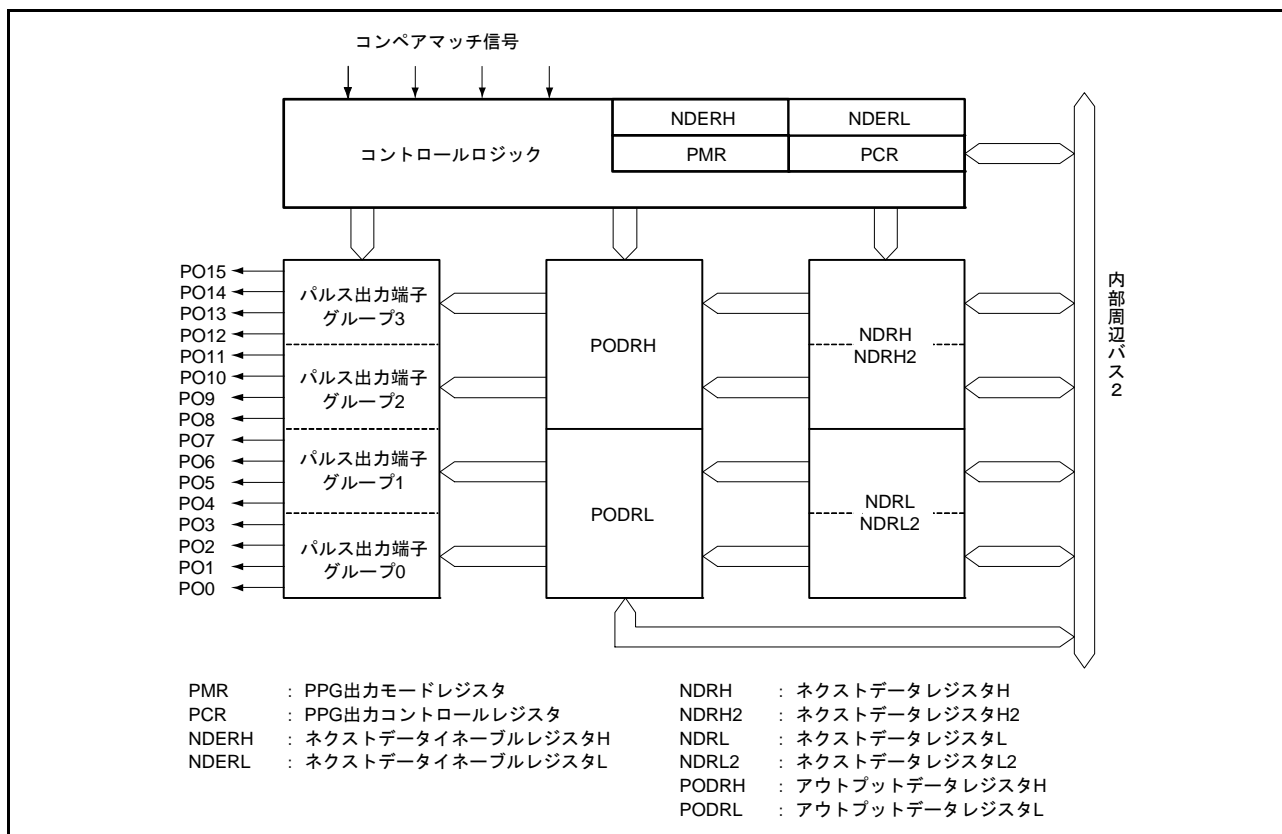 コンペアマッチ信号
コントロールロジック
NDERH
NDERL
PMR
PCR
PO15
PO14
PO13
PO12
PO11
PO10
PO9
PO8
PO7
PO6
PO5
PO4
PO3
PO2
PO1
PO0
パルス出力端子
グループ3
パルス出力端子
グループ2
パルス出力端子
グループ1
パルス出力端子
グループ0
PODRH
PODRL
NDRH
NDRH2
NDRL
NDRL2
内部周辺バス2
PMR : PPG出力モードレジスタ
PCR : PPG出力コントロールレジスタ
NDERH : ネクストデータイネーブルレジスタH
NDERL : ネクストデータイネーブルレジスタL
NDRH : ネクストデータレジスタH
NDRH2 : ネクストデータレジスタH2
NDRL : ネクストデータレジスタL
NDRL2 : ネクストデータレジスタL2
PODRH : アウトプットデータレジスタH
PODRL : アウトプットデータレジスタL